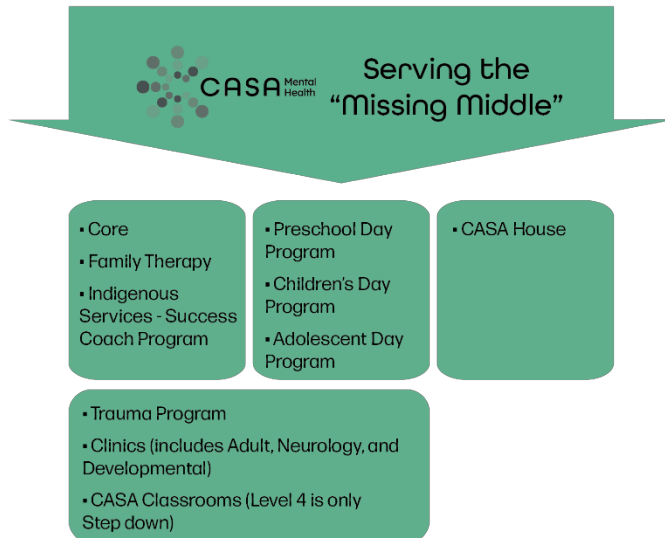 CASA Mental Health
Serving the
“Missing Middle”
▪ Core
▪ Family Therapy
▪ Indigenous
Services - Success
Coach Program
▪ Preschool Day
Program
▪ Children's Day
Program
▪ Adolescent Day
Program
▪ CASA House
▪ Trauma Program
▪ Clinics (includes Adult, Neurology, and
Developmental)
▪ CASA Classrooms (Level 4 is only
Step down)